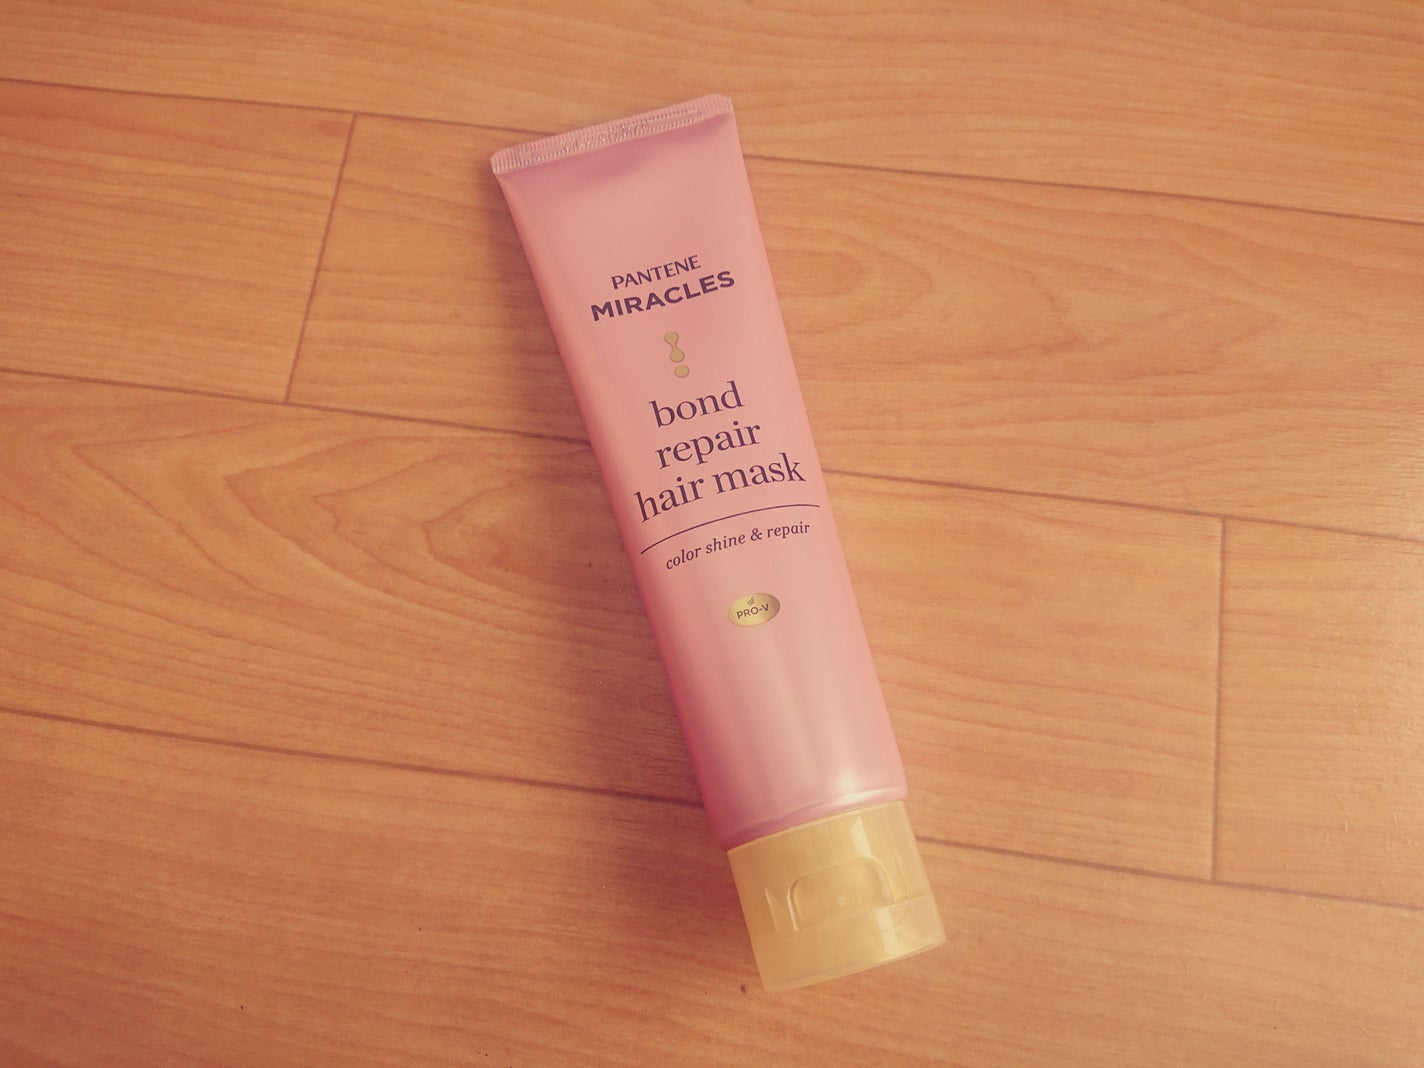 PANTENE
MIRACLES
bond
repair
hair mask
color shine & repair
PRO-V